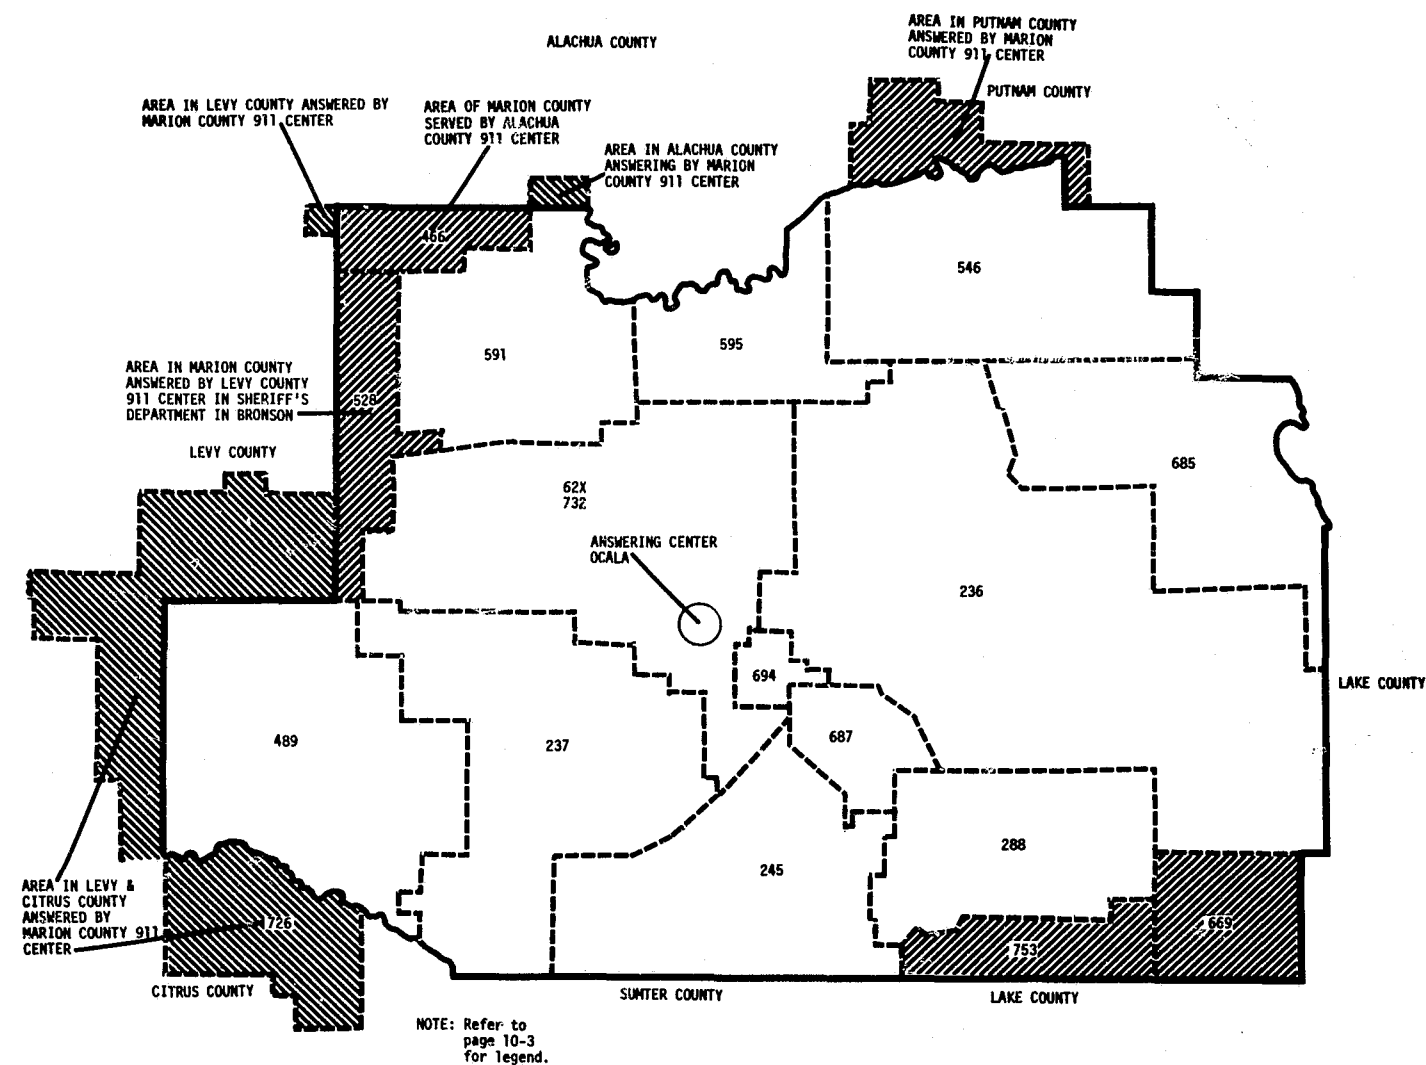 ALACHUA COUNTY
AREA IN PUTNAM COUNTY
ANSWERED BY MARION
COUNTY 911 CENTER
PUTNAM COUNTY
AREA IN LEVY COUNTY ANSWERED BY
MARION COUNTY 911 CENTER
AREA OF MARION COUNTY
SERVED BY ALACHUA
COUNTY 911 CENTER
AREA IN ALACHUA COUNTY
ANSWERING BY MARION
COUNTY 911 CENTER
466
546
591
595
AREA IN MARION COUNTY
ANSWERED BY LEVY COUNTY
911 CENTER IN SHERIFF'S
DEPARTMENT IN BRONSON
528
LEVY COUNTY
685
62X
732
ANSWERING CENTER
OCALA
236
694
LAKE COUNTY
489
237
687
288
245
AREA IN LEVY &
CITRUS COUNTY
ANSWERED BY
MARION COUNTY 911
CENTER
726
753
669
CITRUS COUNTY
SUMTER COUNTY
LAKE COUNTY
NOTE: Refer to
page 10-3
for legend.